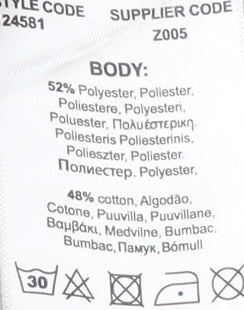 STYLE CODE SUPPLIER CODE
24581 Z005
BODY:
52% Polyester, Poliester,
Poliestere, Polyesteri,
Poluester, Πολυέστερικη.
Poliesteris Poliesterinis,
Polieszter, Poliester.
Полиестер. Polyester,
48% cotton, Algodão,
Cotone, Puuvilla, Puuvillane,
Βαμβάκι, Medvilne, Bumbac,
Bumbac, Памук, Bómull
30